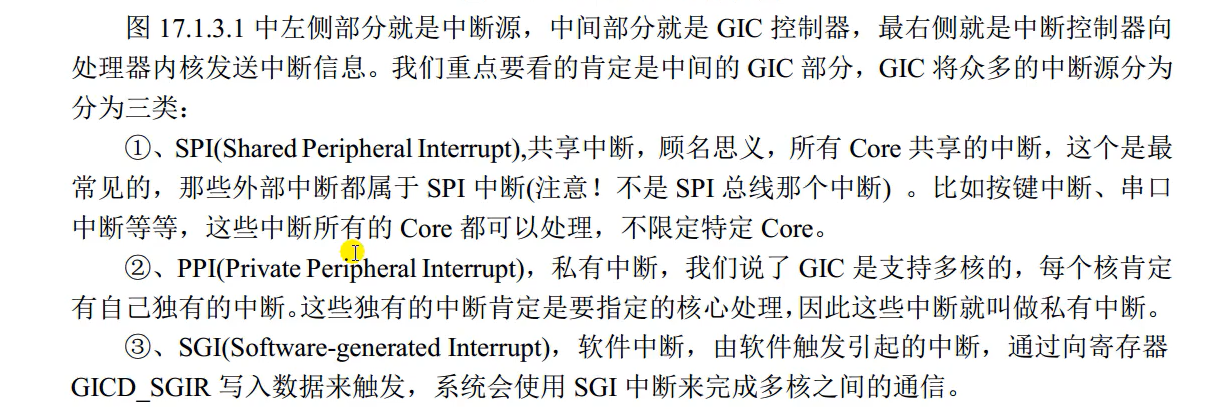 图 17.1.3.1 中左侧部分就是中断源，中间部分就是 GIC 控制器，最右侧就是中断控制器向
处理器内核发送中断信息。我们重点要看的肯定是中间的 GIC 部分，GIC 将众多的中断源分为
分为三类：
①、SPI(Shared Peripheral Interrupt),共享中断，顾名思义，所有 Core 共享的中断，这个是最
常见的，那些外部中断都属于 SPI 中断(注意！不是 SPI 总线那个中断) 。比如按键中断、串口
中断等等，这些中断所有的 Core 都可以处理，不限定特定 Core。
②、PPI(Private Peripheral Interrupt)，私有中断，我们说了 GIC 是支持多核的，每个核肯定
有自己独有的中断。这些独有的中断肯定是要指定的核心处理，因此这些中断就叫做私有中断。
③、SGI(Software-generated Interrupt)，软件中断，由软件触发引起的中断，通过向寄存器
GICD_SGIR 写入数据来触发，系统会使用 SGI 中断来完成多核之间的通信。